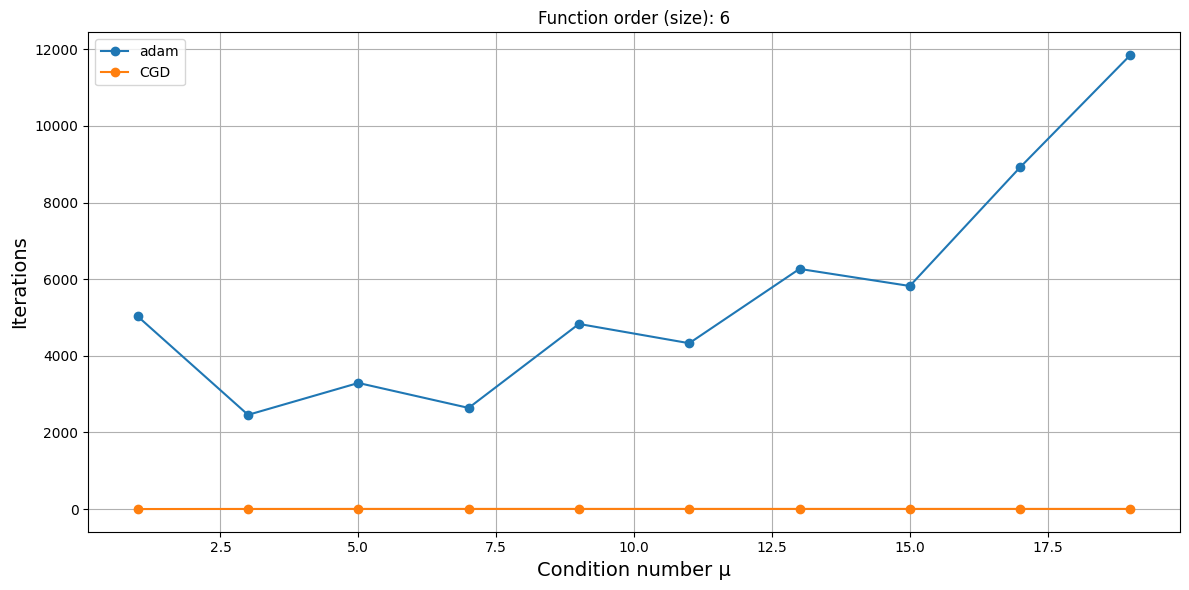 Function order (size): 6
adam
CGD
12000
10000
8000
6000
4000
2000
0
Iterations
2.5 5.0 7.5 10.0 12.5 15.0 17.5
Condition number μ